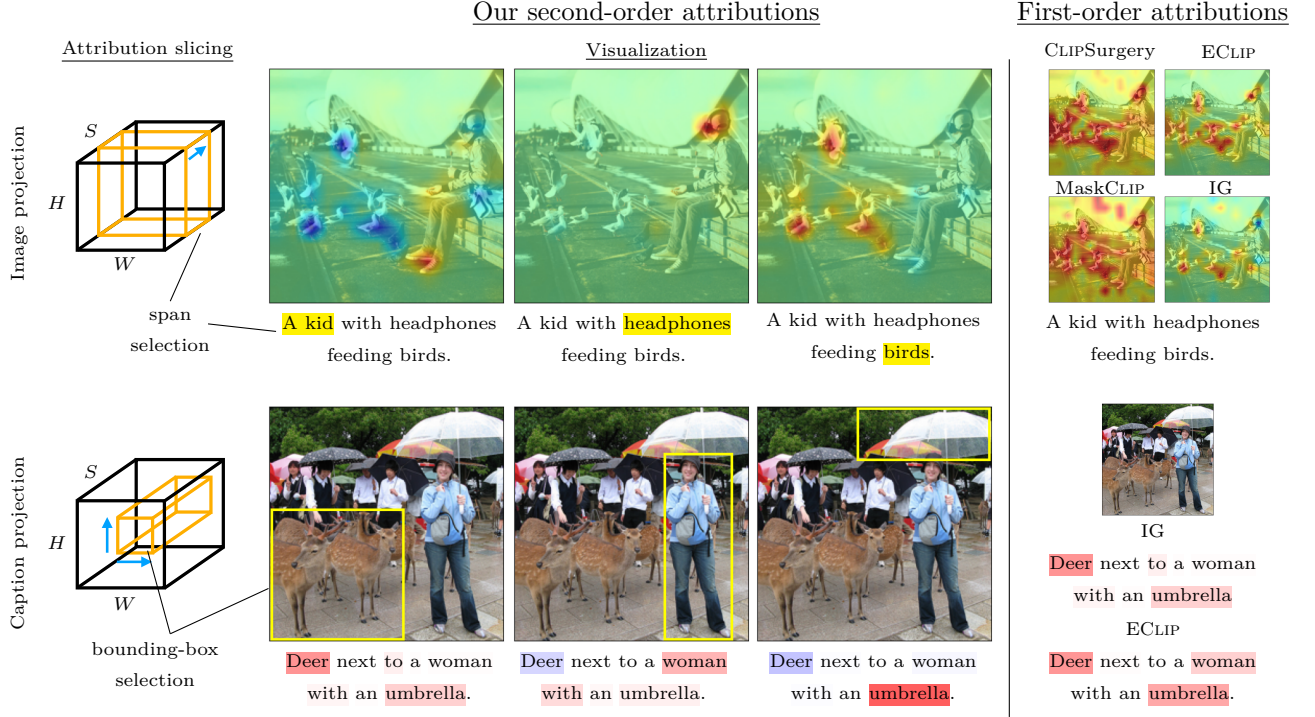 Our second-order attributions
First-order attributions
Attribution slicing
Visualization
CLIPSurgery
ECLIP
MaskCLIP
IG
Image projection
S
H
W
span
selection
A kid with headphones
feeding birds.
A kid with headphones
feeding birds.
A kid with headphones
feeding birds.
A kid with headphones
feeding birds.
Caption projection
S
H
W
bounding-box
selection
Deer next to a woman
with an umbrella.
Deer next to a woman
with an umbrella.
Deer next to a woman
with an umbrella.
IG
Deer next to a woman
with an umbrella
ECLIP
Deer next to a woman
with an umbrella.